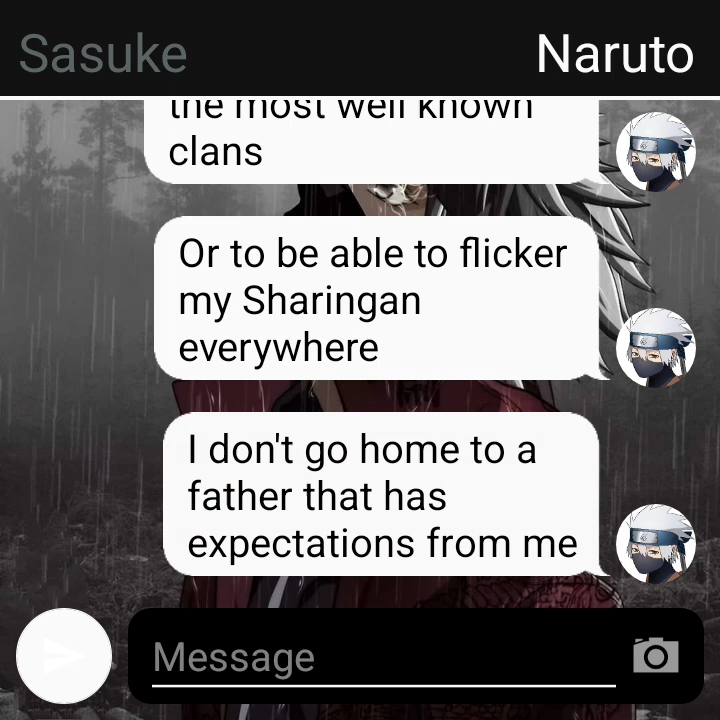 Sasuke
Naruto
the most well known
clans
Or to be able to flicker
my Sharingan
everywhere
I don't go home to a
father that has
expectations from me
Message